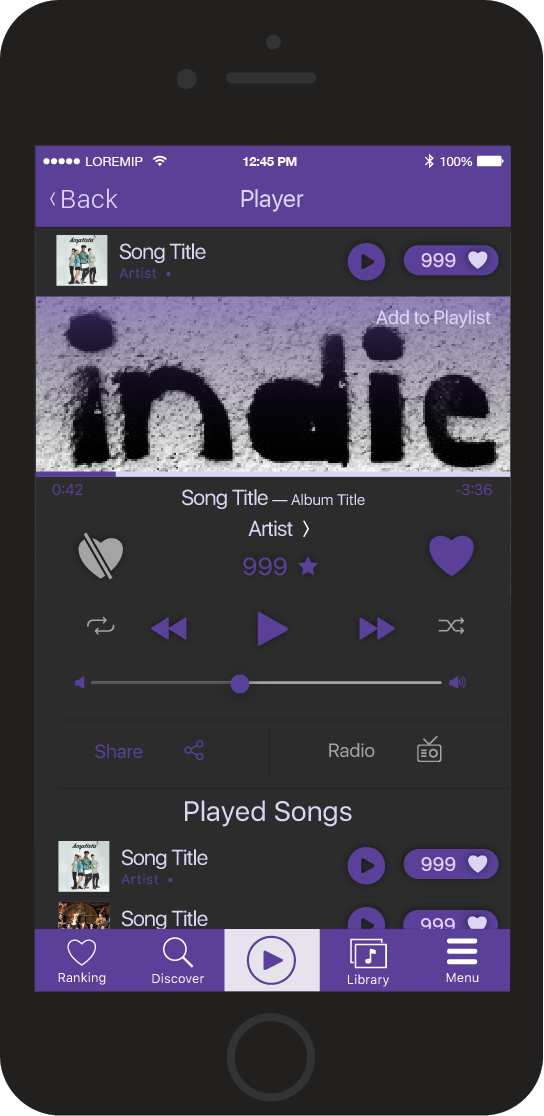 LOREMIP 12:45 PM 100%
Back Player
Song Title
Artist •
999
Add to Playlist
indie
0:42 -3:36
Song Title — Album Title
Artist
999
Share Radio
Played Songs
Song Title
Artist •
999
Song Title
999
Ranking Discover Library Menu